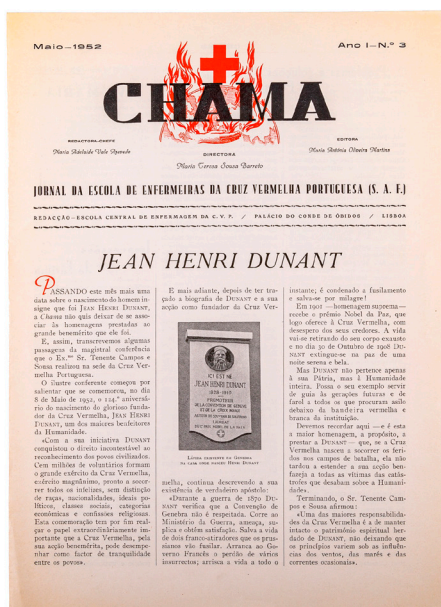 Maio—1952
Ano I—N.º 3
CHAMA
REDACTORA-CHEFE
Maria Adelaide Vale
EDITORA
Maria Antónia Oliveira Martins
DIRECTORA
Maria Teresa Sousa Barreto
JORNAL DA ESCOLA DE ENFERMEIRAS DA CRUZ VERMELHA PORTUGUESA (S. A. F.)
REDACÇÃO—ESCOLA CENTRAL DE ENFERMAGEM DA C. V. P. / PALÁCIO DO CONDE DE ÓBIDOS / LISBOA
JEAN HENRI DUNANT
PASSANDO este mês mais uma
data sobre o nascimento do homem in-
signe que foi JEAN HENRI DUNANT,
a Chama não quis deixar de se asso-
ciar às homenagens prestadas ao
grande benemérito que ele foi.
E, assim, transcrevemos algumas
passagens da magistral conferência
que o Ex.mo Sr. Tenente Campos e
Sousa realizou na sede da Cruz Ver-
melha Portuguesa.
O ilustre conferente começou por
salientar que se comemorou, no dia
8 de Maio de 1952, o 124.º aniversá-
rio do nascimento do glorioso funda-
dor da Cruz Vermelha, JEAN HENRI
DUNANT, um dos maiores benfeitores
da Humanidade.
«Com a sua iniciativa DUNANT
conquistou o direito incontestável ao
reconhecimento dos povos civilizados.
Cem milhões de voluntários formam
o grande exército da Cruz Vermelha,
exército magnânimo, pronto a socor-
rer todos os infelizes, sem distinção
de raças, nacionalidades, ideais po-
líticos, classes sociais, categorias
económicas e confissões religiosas.
Esta comemoração tem por fim real-
çar o papel extraordinàriamente im-
portante que a Cruz Vermelha, pela
sua acção benemérita, pode desempe-
nhar como factor de tranquilidade
entre os povos».
E mais adiante, depois de ter tra-
çado a biografia de DUNANT e a sua
acção como fundador da Cruz Ver-
ICI EST NÉ
JEAN HENRI DUNANT
1828-1910
PROMOTEUR
DE LA CONVENTION DE GENÈVE
ET DE LA CROIX ROUGE
LÁPIDE EXISTENTE EM GENEBRA
NA CASA ONDE NASCEU HENRI DUNANT
melha, continua descrevendo a sua
existência de verdadeiro apóstolo:
«Durante a guerra de 1870 DU-
NANT verifica que a Convenção de
Genebra não é respeitada. Corre ao
Ministério da Guerra, ameaça, su-
plica e obtém satisfação. Salva a vida
de dois franco-atiradores que os prus-
sianos vão fuzilar. Arranca ao Go-
verno Francês o perdão de vários
insurrectos; arrisca a vida a todo o
instante, é condenado a fuzilamento
e salva-se por milagre!
Em 1901 —homenagem suprema—
recebe o prémio Nobel da Paz, que
logo oferece à Cruz Vermelha, com
desespero dos seus credores. A vida
vai-se retirando do seu corpo exausto e
no dia 30 de Outubro de 1908 DU-
NANT extingue-se na paz de uma
noite serena e bela.
Mas DUNANT não pertence apenas
à sua Pátria, mas à Humanidade
inteira. Possa o seu exemplo servir
de guia às gerações futuras e de
farol a todos os que procuram asilo
debaixo da bandeira vermelha e
branca da instituição.
Devemos recordar aqui —e é esta
a maior homenagem, a propósito, a
prestar a DUNANT— que, se a Cruz
Vermelha nasceu a socorrer os feri-
dos nos campos de batalha, ela não
tardou a estender a sua acção ben-
fazeja a todas as vítimas das catás-
trofes que desabam sobre a Humani-
dade».
Terminando, o Sr. Tenente Cam-
pos e Sousa afirmou:
«Uma das maiores responsabilida-
des da Cruz Vermelha é a de manter
intacto o património espiritual her-
dado de DUNANT, não deixando que
os princípios variem sob as influên-
cias dos ventos, das marés e das
correntes ocasionais».